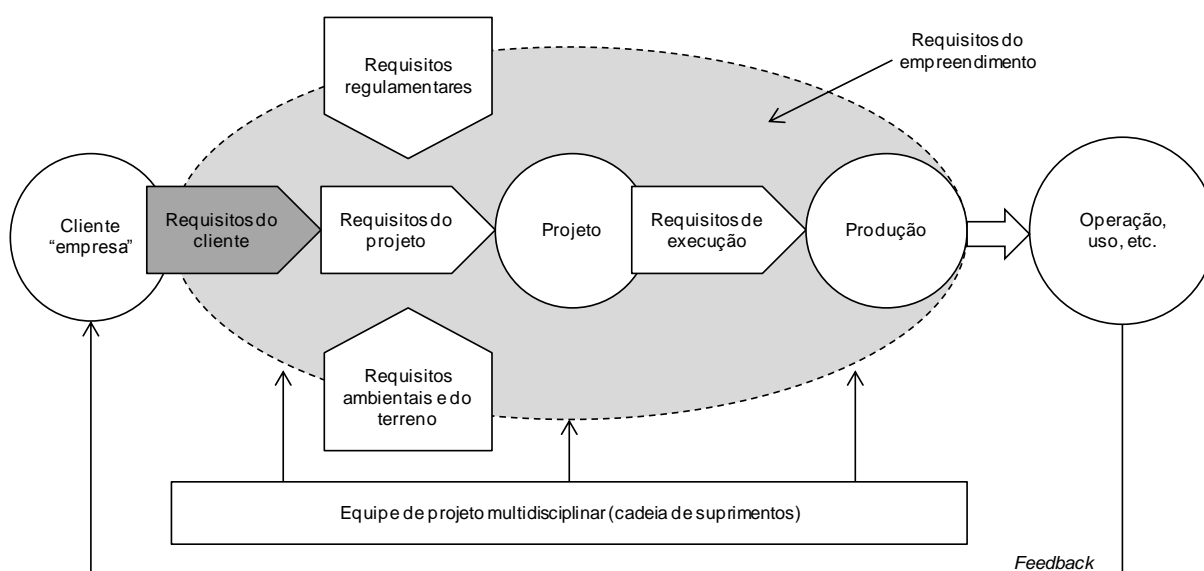 Requisitos
regulamentares
Requisitos do
empreendimento
Cliente
“empresa”
Requisitos do
cliente
Requisitos do
projeto
Projeto
Requisitos de
execução
Produção
Operação,
uso, etc.
Requisitos
ambientais e do
terreno
Equipe de projeto multidisciplinar (cadeia de suprimentos)
Feedback